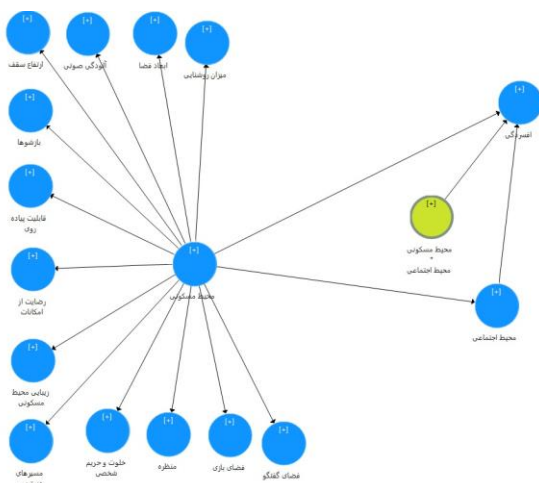 [+]
ارتفاع سقف
[+]
آلودگی صوتی
[+]
ابعاد فضا
[+]
میزان روشنایی
[+]
بازشوها
[+]
قابلیت پیاده
روی
[+]
رضایت از
امکانات
[+]
زیبایی محیط
مسکونی
[+]
مسیرهای
[+]
خلوت و حریم
شخصی
[+]
منظره
[+]
فضای بازی
[+]
فضای گفتگو
[+]
محیط مسکونی
[+]
افسردگی
[+]
محیط مسکونی
*
محیط اجتماعی
[+]
محیط اجتماعی